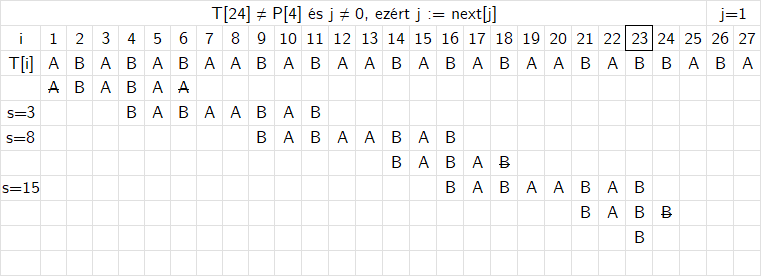 T[24] ≠ P[4] és j ≠ 0, ezért j := next[j] j=1
i 1 2 3 4 5 6 7 8 9 10 11 12 13 14 15 16 17 18 19 20 21 22 23 24 25 26 27
T[i] A B A B A B A A B A B A A B A B A B A A B A B B A B A
A B A B A A
s=3 B A B A A B A B
s=8 B A B A A B A B
B A B A B
s=15 B A B A A B A B
B A B B
B